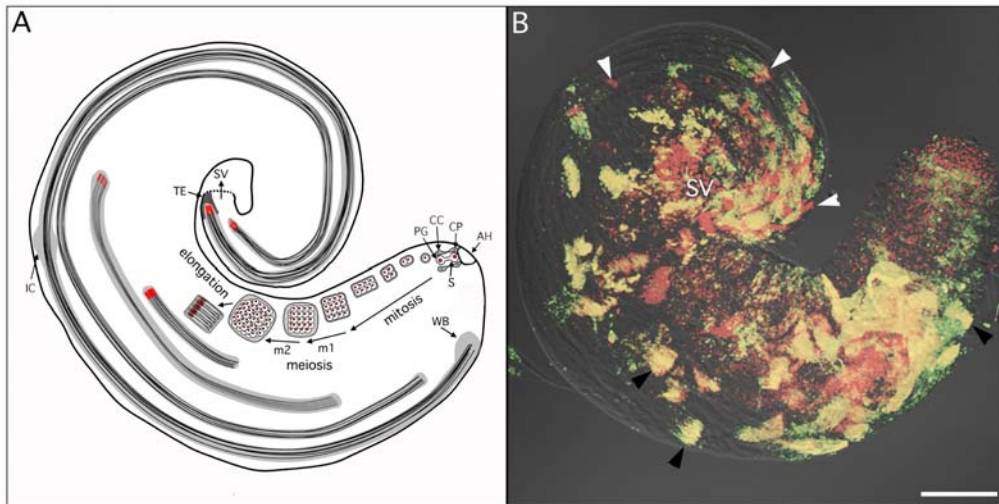 A
SV
TE
CC
CP
PG
AH
S
elongation
IC
mitosis
WB
m2
m1
meiosis
B
SV